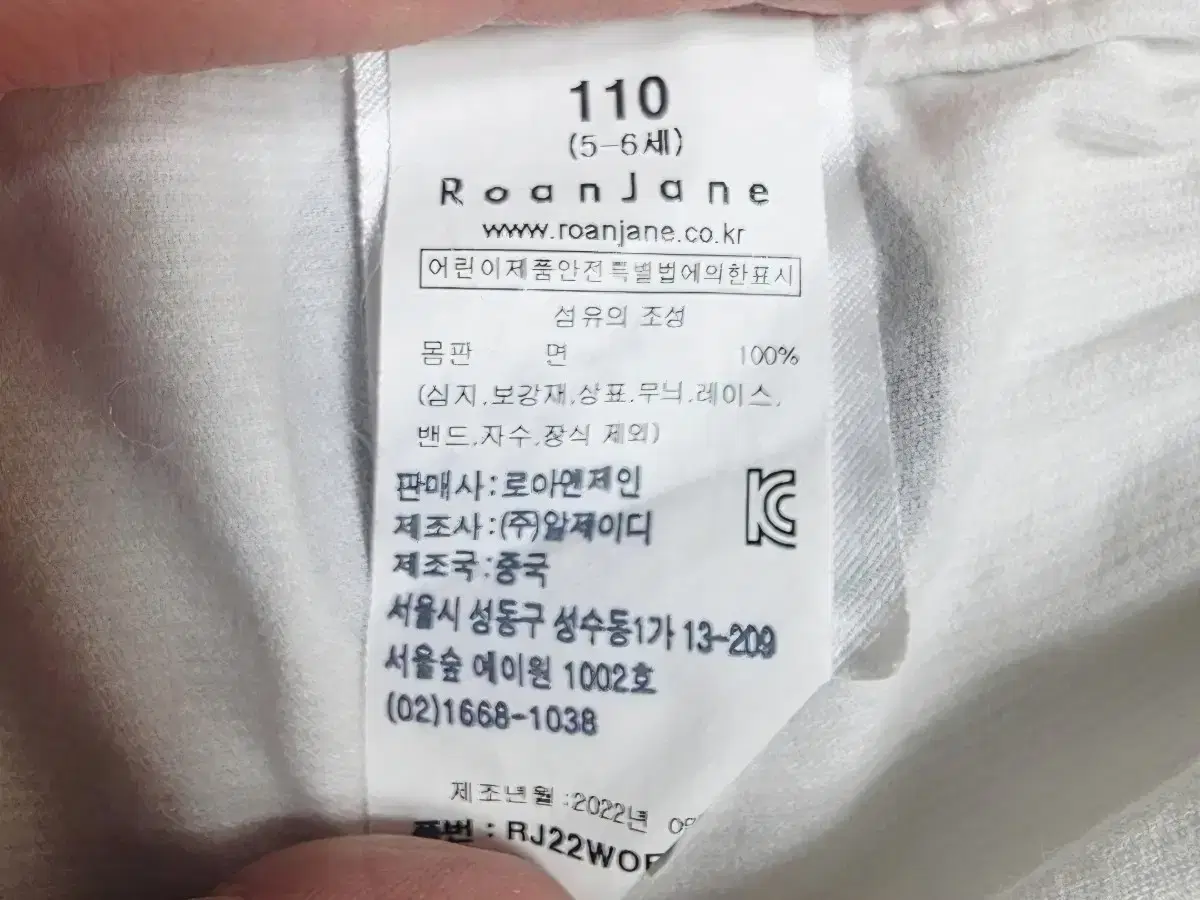 110
(5-6세)
RoanJane
www.roanjane.co.kr
어린이제품안전특별법에의한표시
섬유의 조성
몸판 면 100%
(심지,보강재,상표,무늬,레이스,
밴드,자수,장식 제외)
판매사:로아앤제인
제조사:(주)알제이디
제조국:중국
서울시 성동구 성수동1가 13-209
서울숲 에이원 1002호
(02)1668-1038
제조년월:2022년
품번 : RJ22WOF